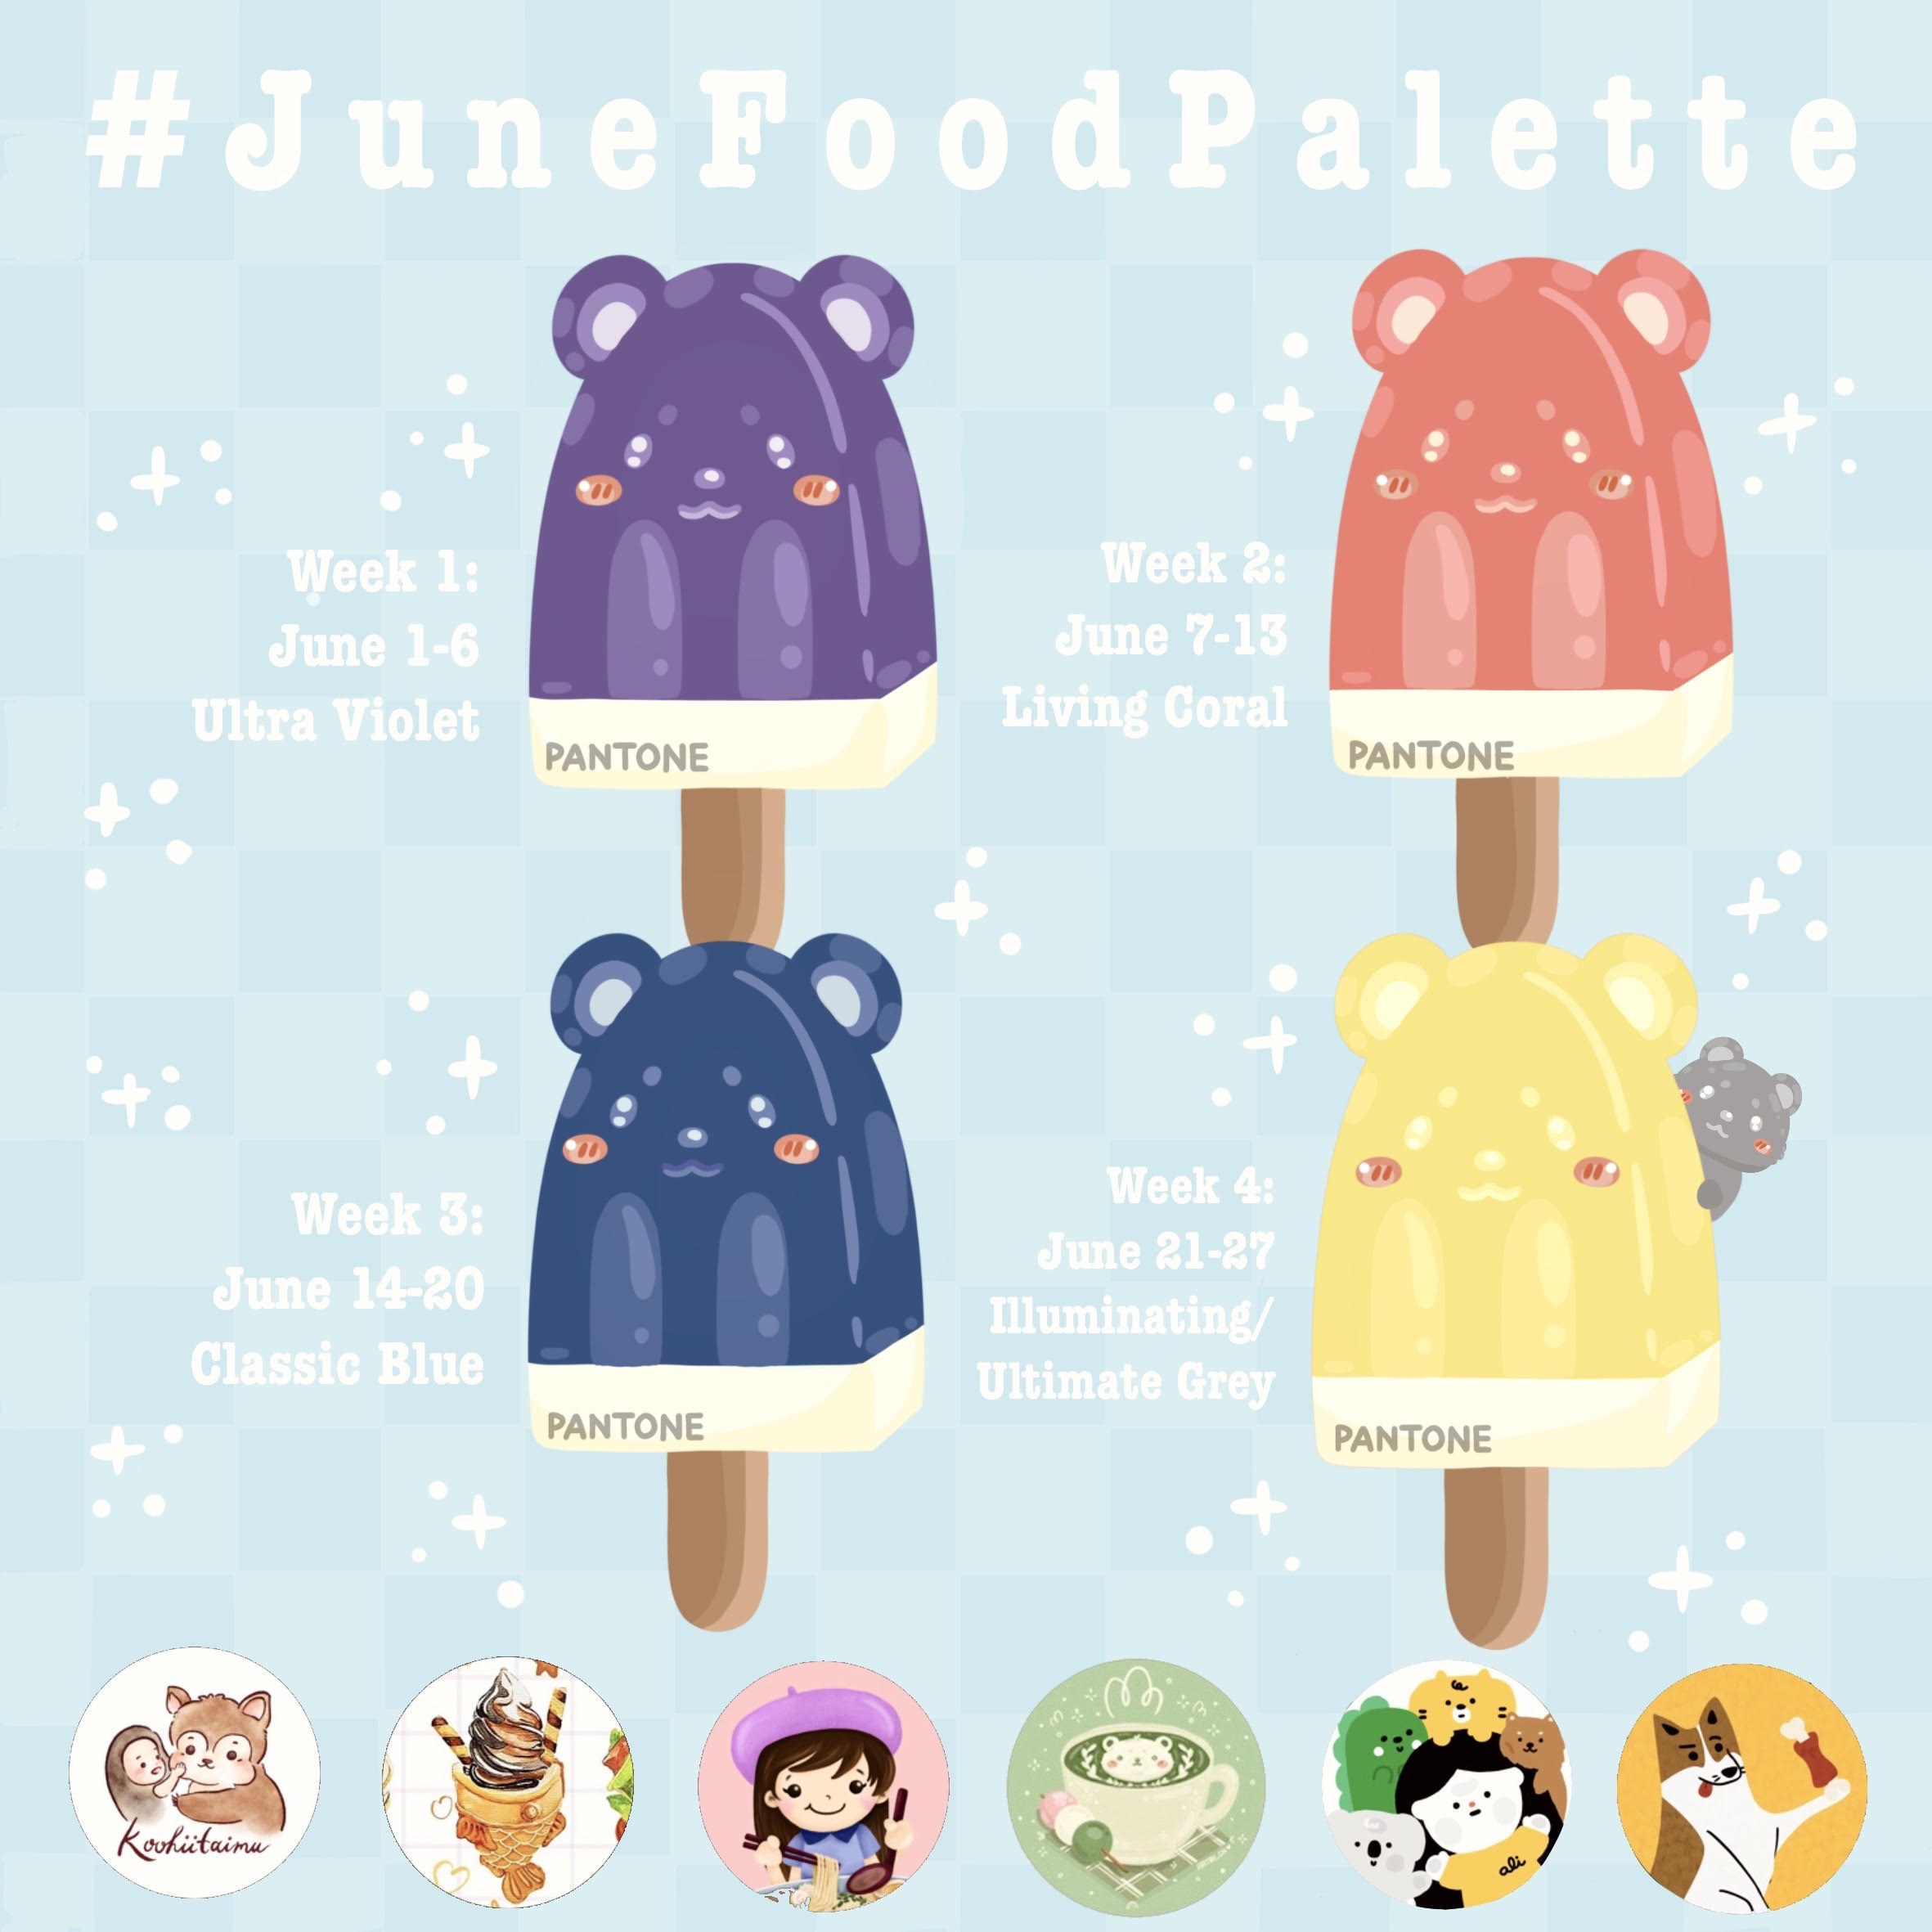 #JuneFoodPalette
Week 1:
June 1-6
Ultra Violet
PANTONE
Week 2:
June 7-13
Living Coral
PANTONE
Week 3:
June 14-20
Classic Blue
PANTONE
Week 4:
June 21-27
Illuminating/
Ultimate Grey
PANTONE
Koohiitaimu
ali